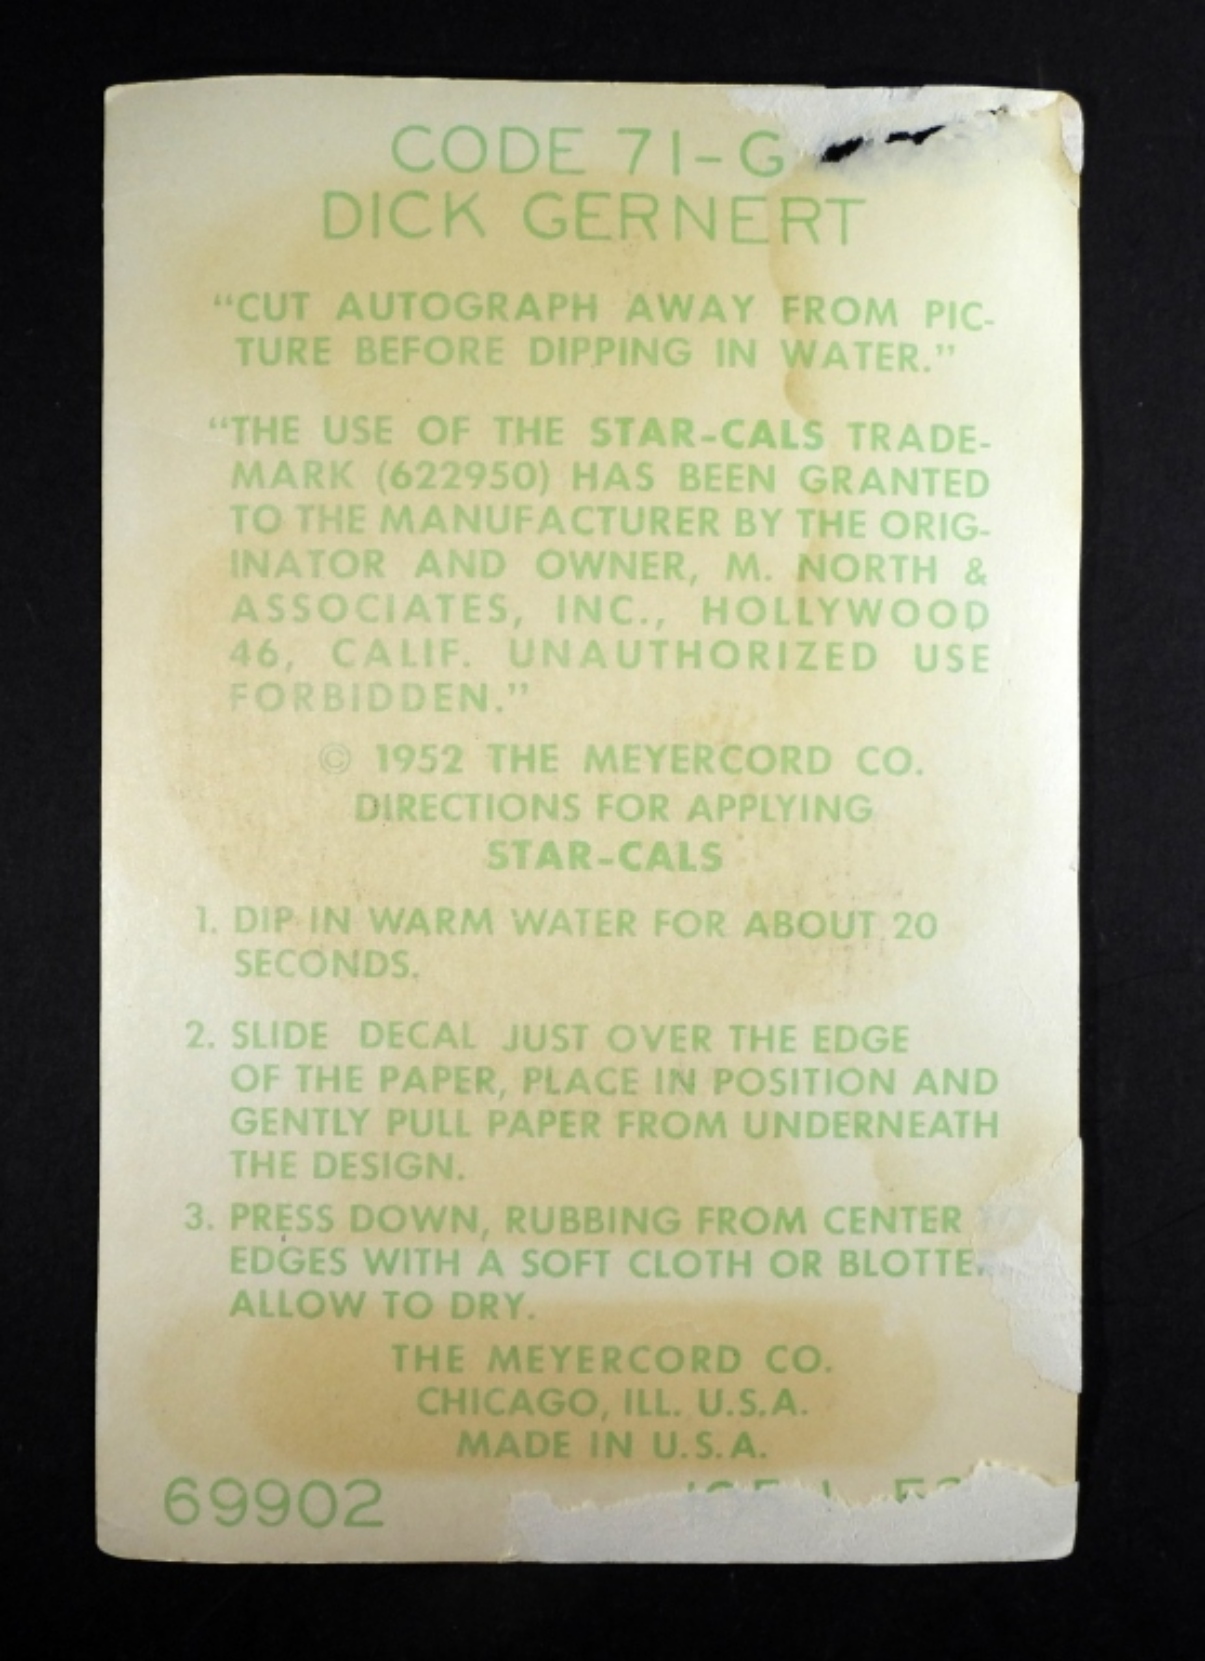 CODE 71-G
DICK GERNERT
“CUT AUTOGRAPH AWAY FROM PIC-
TURE BEFORE DIPPING IN WATER.”
“THE USE OF THE STAR-CALS TRADE-
MARK (622950) HAS BEEN GRANTED
TO THE MANUFACTURER BY THE ORIG-
INATOR AND OWNER, M. NORTH &
ASSOCIATES, INC., HOLLYWOOD
46, CALIF. UNAUTHORIZED USE
FORBIDDEN.”
© 1952 THE MEYERCORD CO.
DIRECTIONS FOR APPLYING
STAR-CALS
1. DIP IN WARM WATER FOR ABOUT 20
SECONDS.
2. SLIDE DECAL JUST OVER THE EDGE
OF THE PAPER, PLACE IN POSITION AND
GENTLY PULL PAPER FROM UNDERNEATH
THE DESIGN.
3. PRESS DOWN, RUBBING FROM CENTER
EDGES WITH A SOFT CLOTH OR BLOTTE
ALLOW TO DRY.
THE MEYERCORD CO.
CHICAGO, ILL. U.S.A.
MADE IN U.S.A.
69902